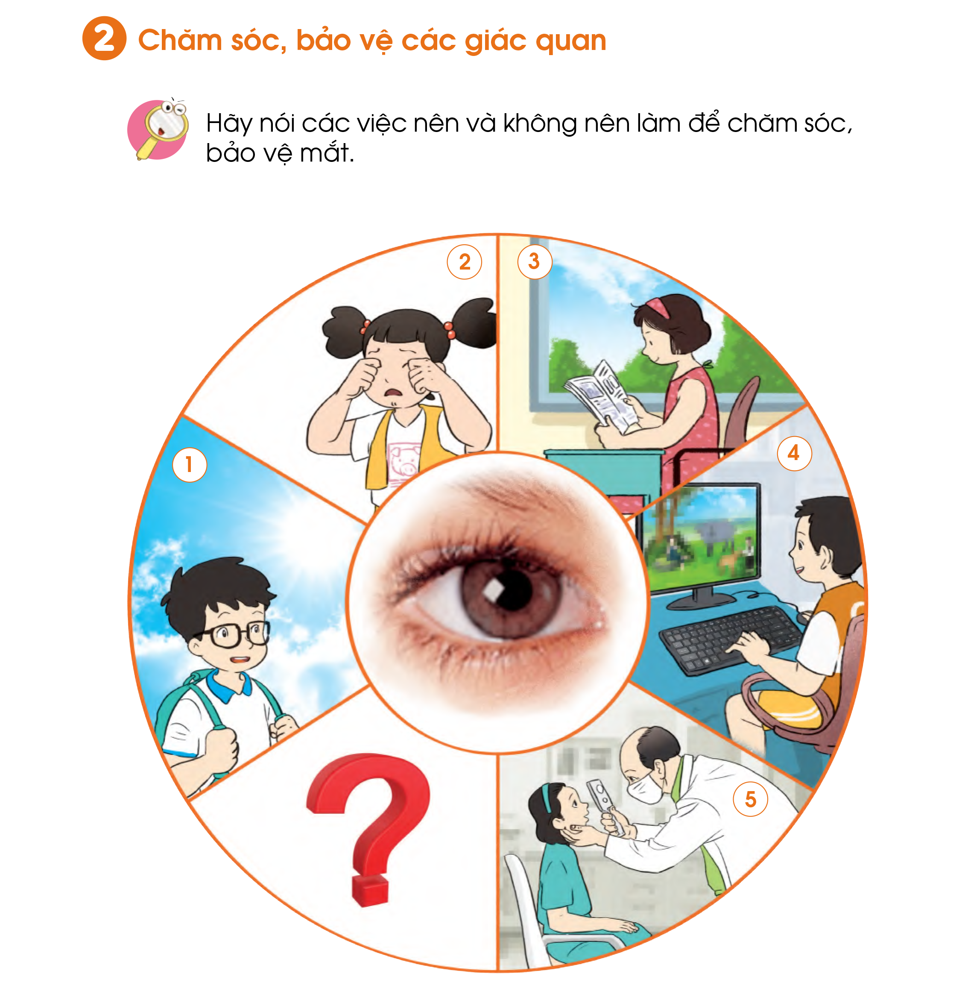 2 Chăm sóc, bảo vệ các giác quan
Hãy nói các việc nên và không nên làm để chăm sóc,
bảo vệ mắt.
2
3
1
4
5
?